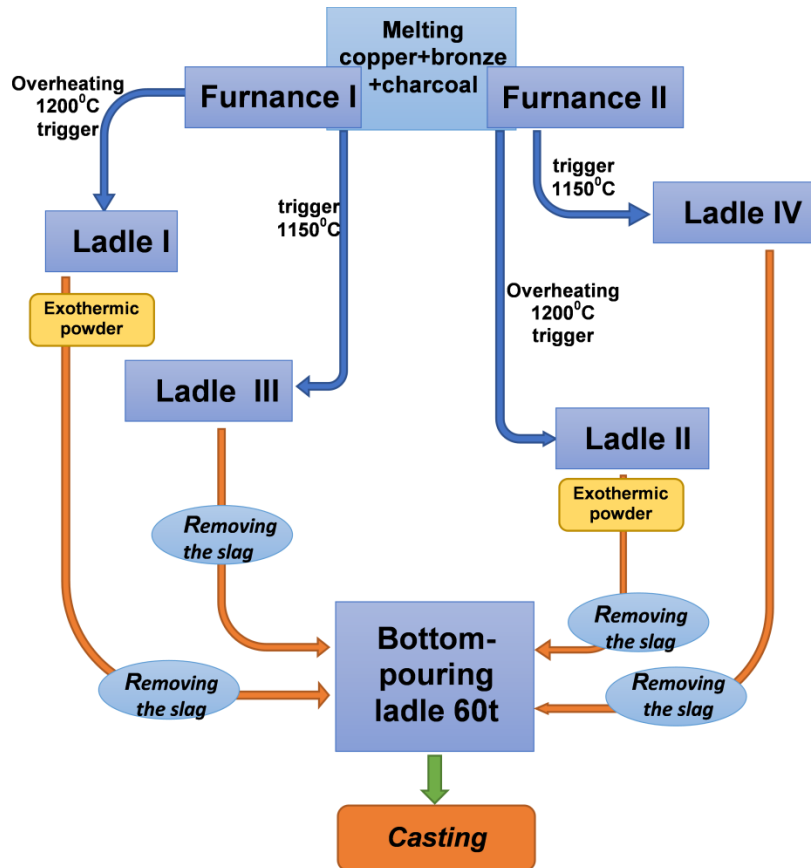 Melting
copper+bronze
+charcoal
Overheating
1200⁰C
trigger
Furnance I
Furnance II
trigger
1150⁰C
trigger
1150⁰C
Ladle I
Ladle IV
Exothermic
powder
Overheating
1200⁰C
trigger
Ladle III
Ladle II
Exothermic
powder
Removing
the slag
Removing
the slag
Bottom-
pouring
ladle 60t
Removing
the slag
Removing
the slag
Casting